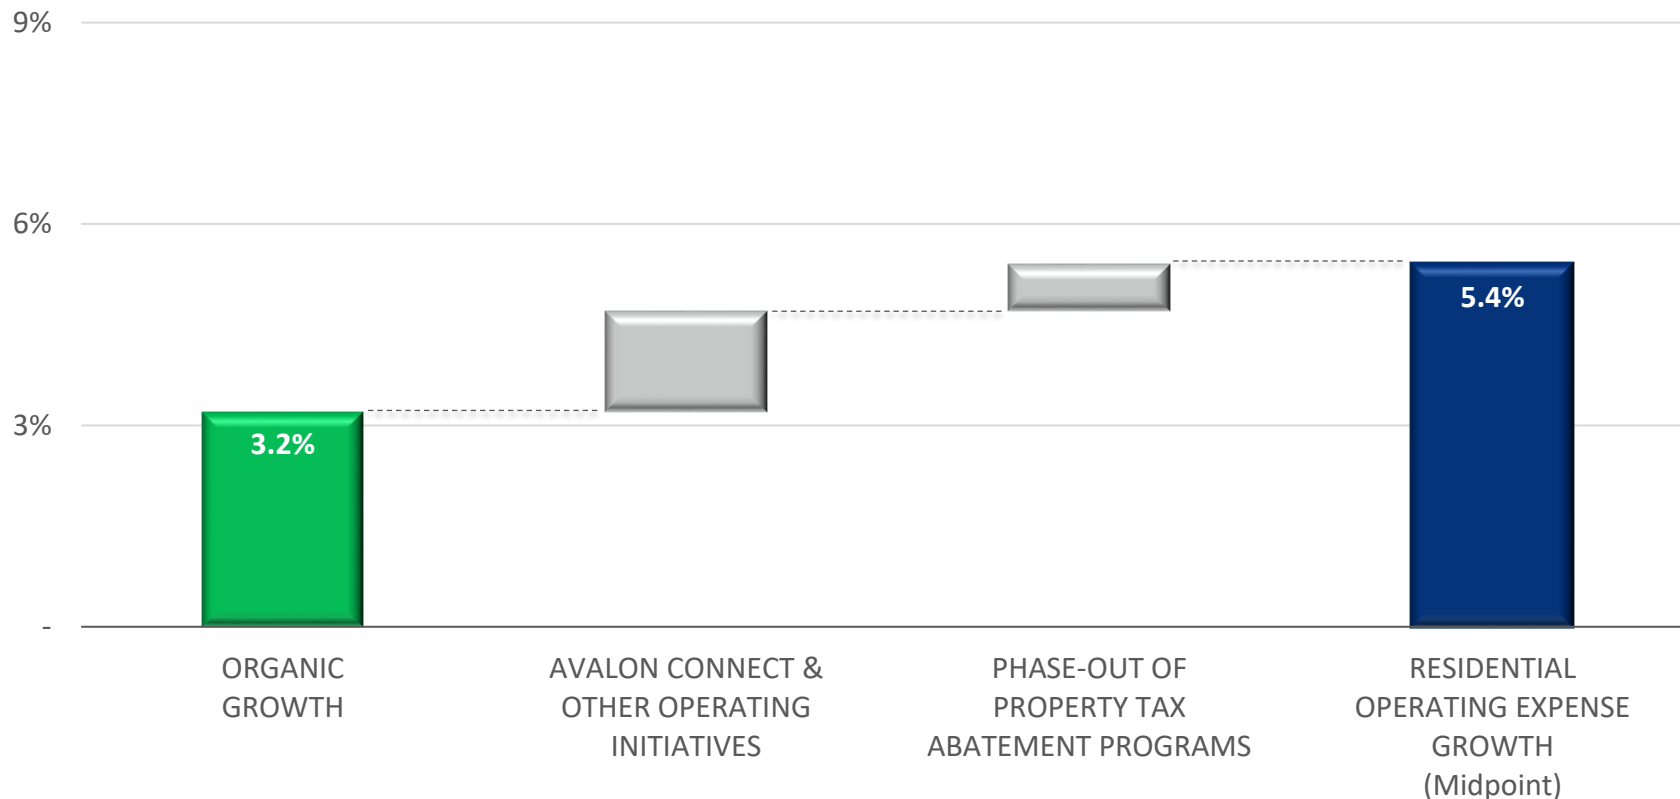 9%
6%
3%
-
3.2%
5.4%
ORGANIC
GROWTH
AVALON CONNECT &
OTHER OPERATING
INITIATIVES
PHASE-OUT OF
PROPERTY TAX
ABATEMENT PROGRAMS
RESIDENTIAL
OPERATING EXPENSE
GROWTH
(Midpoint)